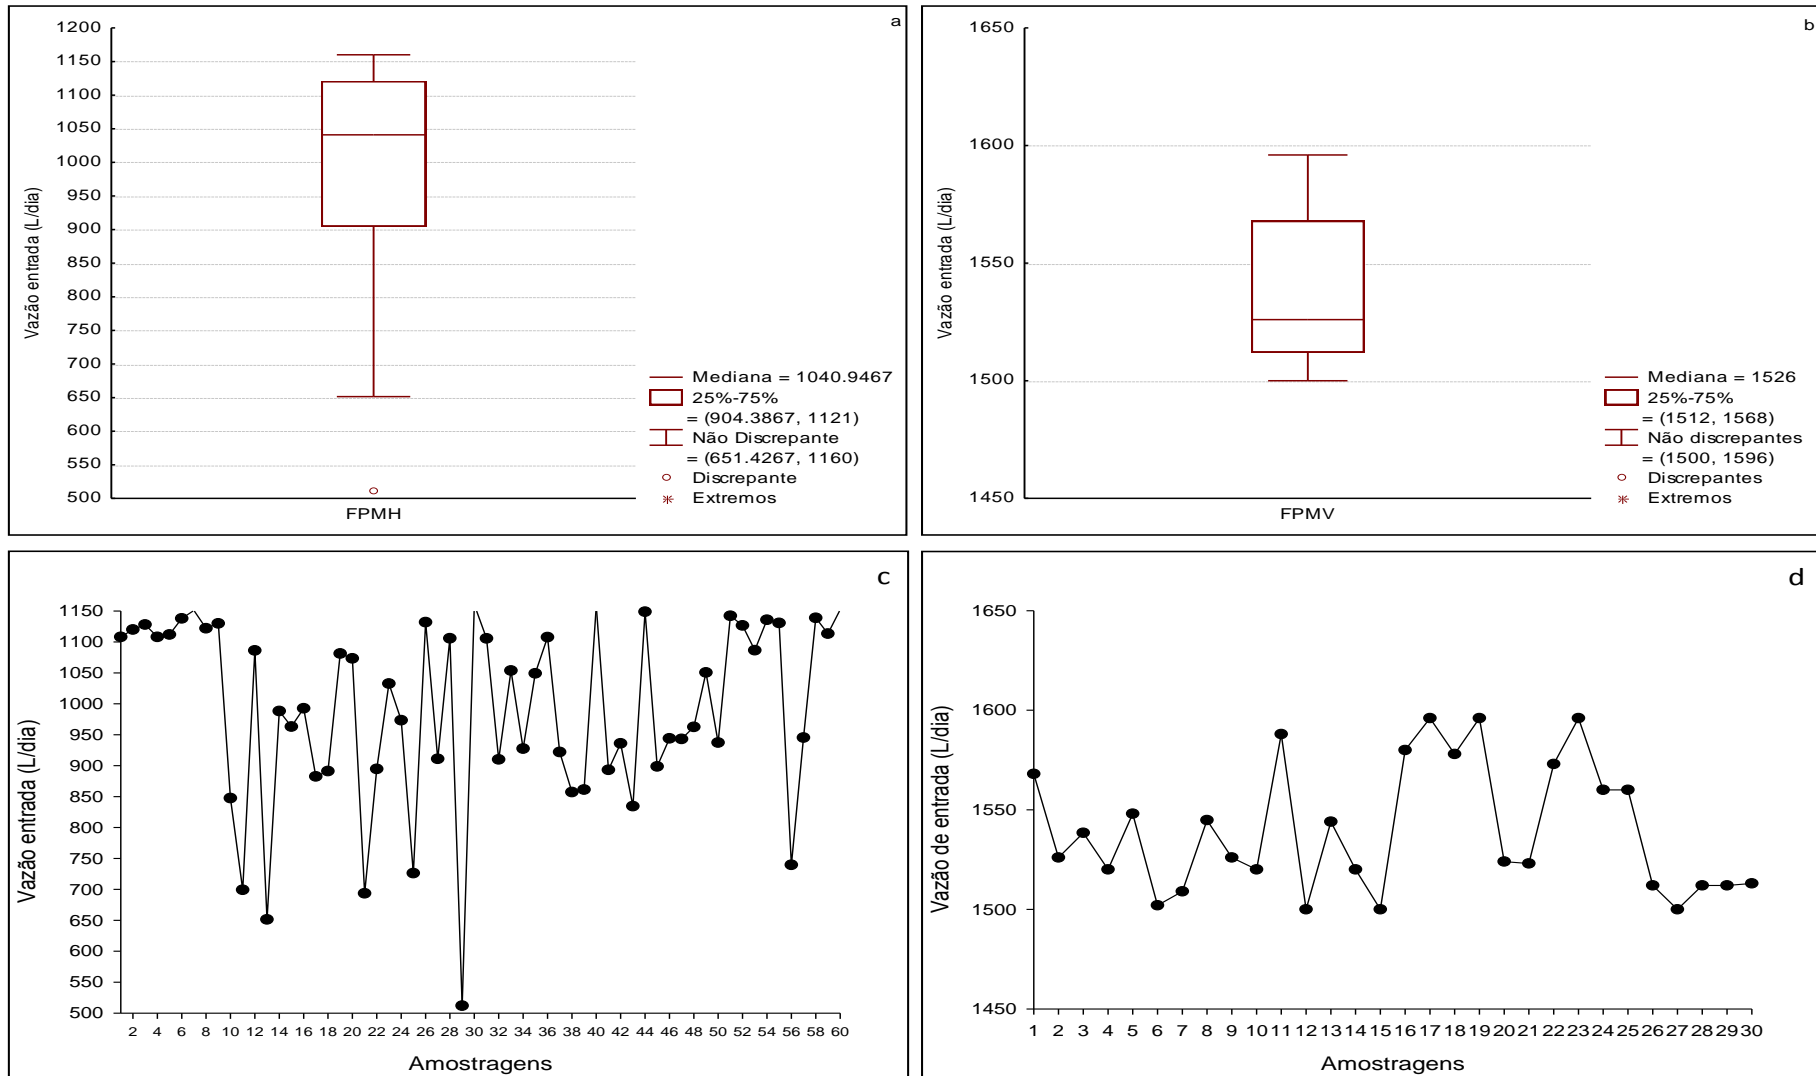 a
1200
1150
1100
1050
1000
950
900
850
800
750
700
650
600
550
500
Vazão entrada (L/dia)
FPMH
Mediana = 1040.9467
25%-75%
= (904.3867, 1121)
Não Discrepante
= (651.4267, 1160)
Discrepante
Extremos
b
1650
1600
1550
1500
1450
Vazão entrada (L/dia)
FPMV
Mediana = 1526
25%-75%
= (1512, 1568)
Não discrepantes
= (1500, 1596)
Discrepantes
Extremos
c
1150
1100
1050
1000
950
900
850
800
750
700
650
600
550
500
Vazão entrada (L/dia)
2 4 6 8 10 12 14 16 18 20 22 24 26 28 30 32 34 36 38 40 42 44 46 48 50 52 54 56 58 60
Amostragens
d
1650
1600
1550
1500
1450
Vazão de entrada (L/dia)
1 2 3 4 5 6 7 8 9 10 11 12 13 14 15 16 17 18 19 20 21 22 23 24 25 26 27 28 29 30
Amostragens